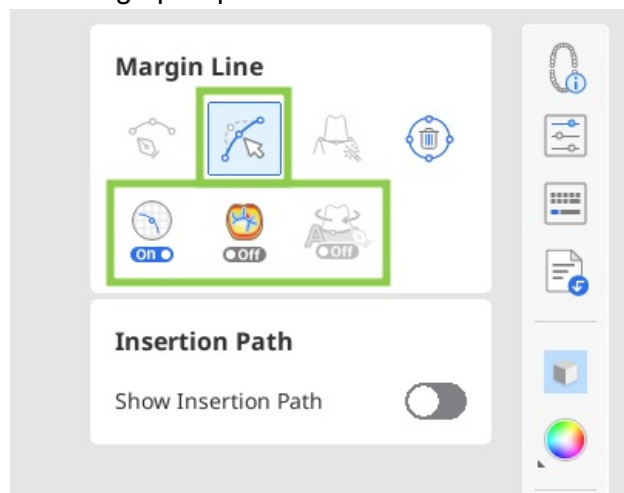 Margin Line
On
Off
A
Off
Insertion Path
Show Insertion Path